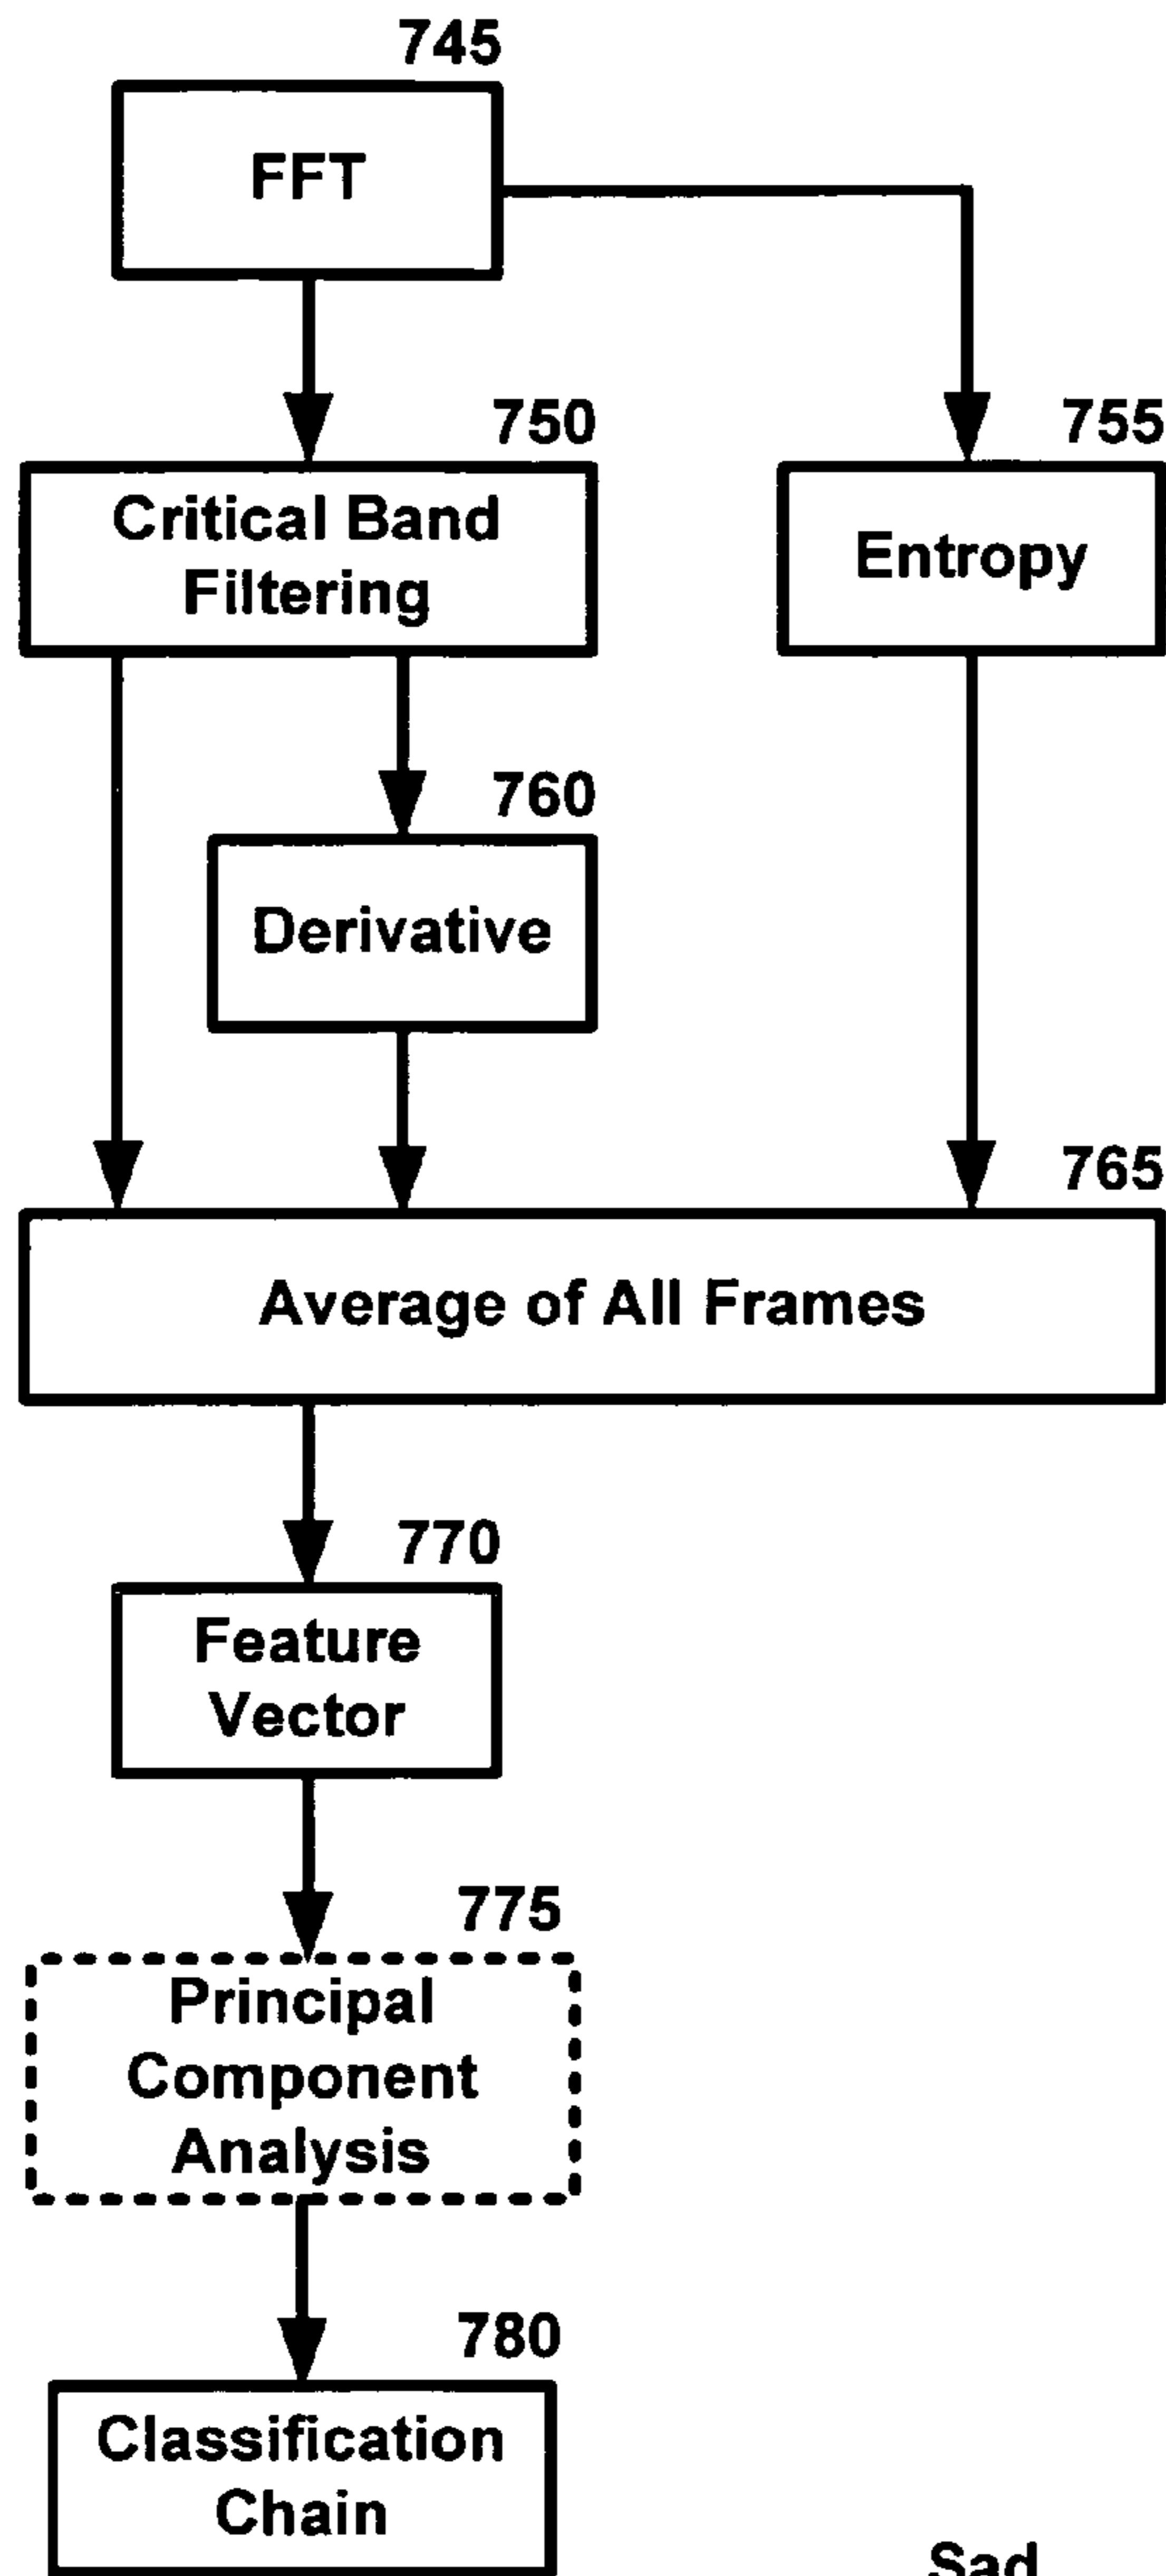 745
FFT
750
755
Critical Band
Filtering
Entropy
760
Derivative
765
Average of All Frames
770
Feature
Vector
775
Principal
Component
Analysis
780
Classification
Chain
Sad